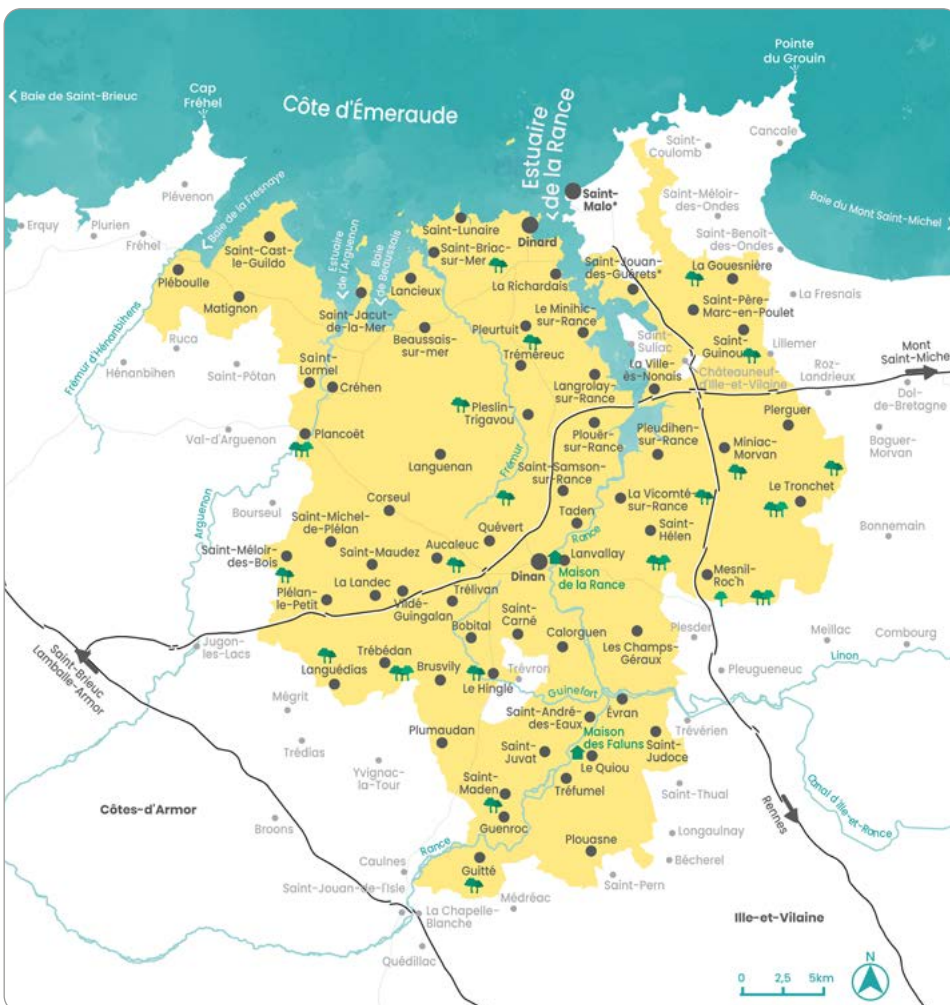 Pointe
du Grouin
< Baie de Saint-Brieuc
Cap
Fréhel
Côte d'Émeraude
Estuaire
< de la Rance
Cancale
Saint-
Coulomb
Plévenon
Saint-
Malo*
Saint-Méloir-
des-Ondes
Baie du Mont Saint-Michel >
Erquy
Plurien
Fréhel
< Baie de la Fresnaye
Saint-Lunaire
Dinard
Saint-Benoît-
des-Ondes
Saint-Cast-
le-Guildo
Estuaire
de l'Arguenon
<
Baie
de Beaussais
<
Saint-Briac-
sur-Mer
Saint-Jouan-
des-Guérets*
La Gouesnière
Pléboulle
Lancieux
La Richardais
La Fresnais
Matignon
Saint-Jacut-
de-la-Mer
Le Minihic-
sur-Rance
Saint-Père-
Marc-en-Poulet
Frémur d'Hénanbihens
Beaussais-
sur-mer
Pleurtuit
Saint-
Suliac
Saint-
Guinoux
Lillemer
Ruca
Hénanbihen
Saint-Pôtan
Saint-
Lormel
Créhen
Trémereuc
La Ville-
ès-Nonais
Châteauneuf-
d'Ille-et-Vilaine
Roz-
Landrieux
Mont
Saint-Michel
Dol-
de-Bretagne
Langrolay-
sur-Rance
Pleslin-
Trigavou
Plerguer
Val-d'Arguenon
Plancoët
Plouër-
sur-Rance
Pleudihen-
sur-Rance
Miniac-
Morvan
Baguer-
Morvan
Languenan
Frémur
Saint-Samson-
sur-Rance
Le Tronchet
Arguenon
Bourseul
Corseul
La Vicomté-
sur-Rance
Saint-Michel-
de-Plélan
Taden
Saint-
Hélen
Bonnemain
Quévert
Rance
Saint-Méloir-
des-Bois
Saint-Maudez
Aucaleuc
Dinan
Lanvallay
Maison
de la Rance
Mesnil-
Roc'h
Plélan-
le-Petit
La Landec
Vildé-
Guingalan
Trélivan
Saint-
Carné
Bobital
Calorguen
Les Champs-
Géraux
Plesder
Meillac
Combourg
Jugon-
les-Lacs
Saint-Brieuc
Lamballe-Armor
Trébédan
Languédias
Brusvily
Le Hinglé
Trévron
Pleugueneuc
Linon
Mégrit
Guinefort
Évran
Trévérien
Saint-André-
des-Eaux
Plumaudan
Maison
des Faluns
Saint-
Judoce
Trédias
Saint-
Juvat
Le Quiou
Yvignac-
la-Tour
Tréfumel
Saint-Thual
Saint-
Maden
Côtes-d'Armor
Guenroc
Rennes
Canal d'Ille-et-Rance
Broons
Rance
Plouasne
Longaulnay
Guitté
Bécherel
Caulnes
Saint-Pern
Saint-Jouan-de-l'Isle
Médréac
La Chapelle-
Blanche
Ille-et-Vilaine
Quédillac
N
0 2,5 5km